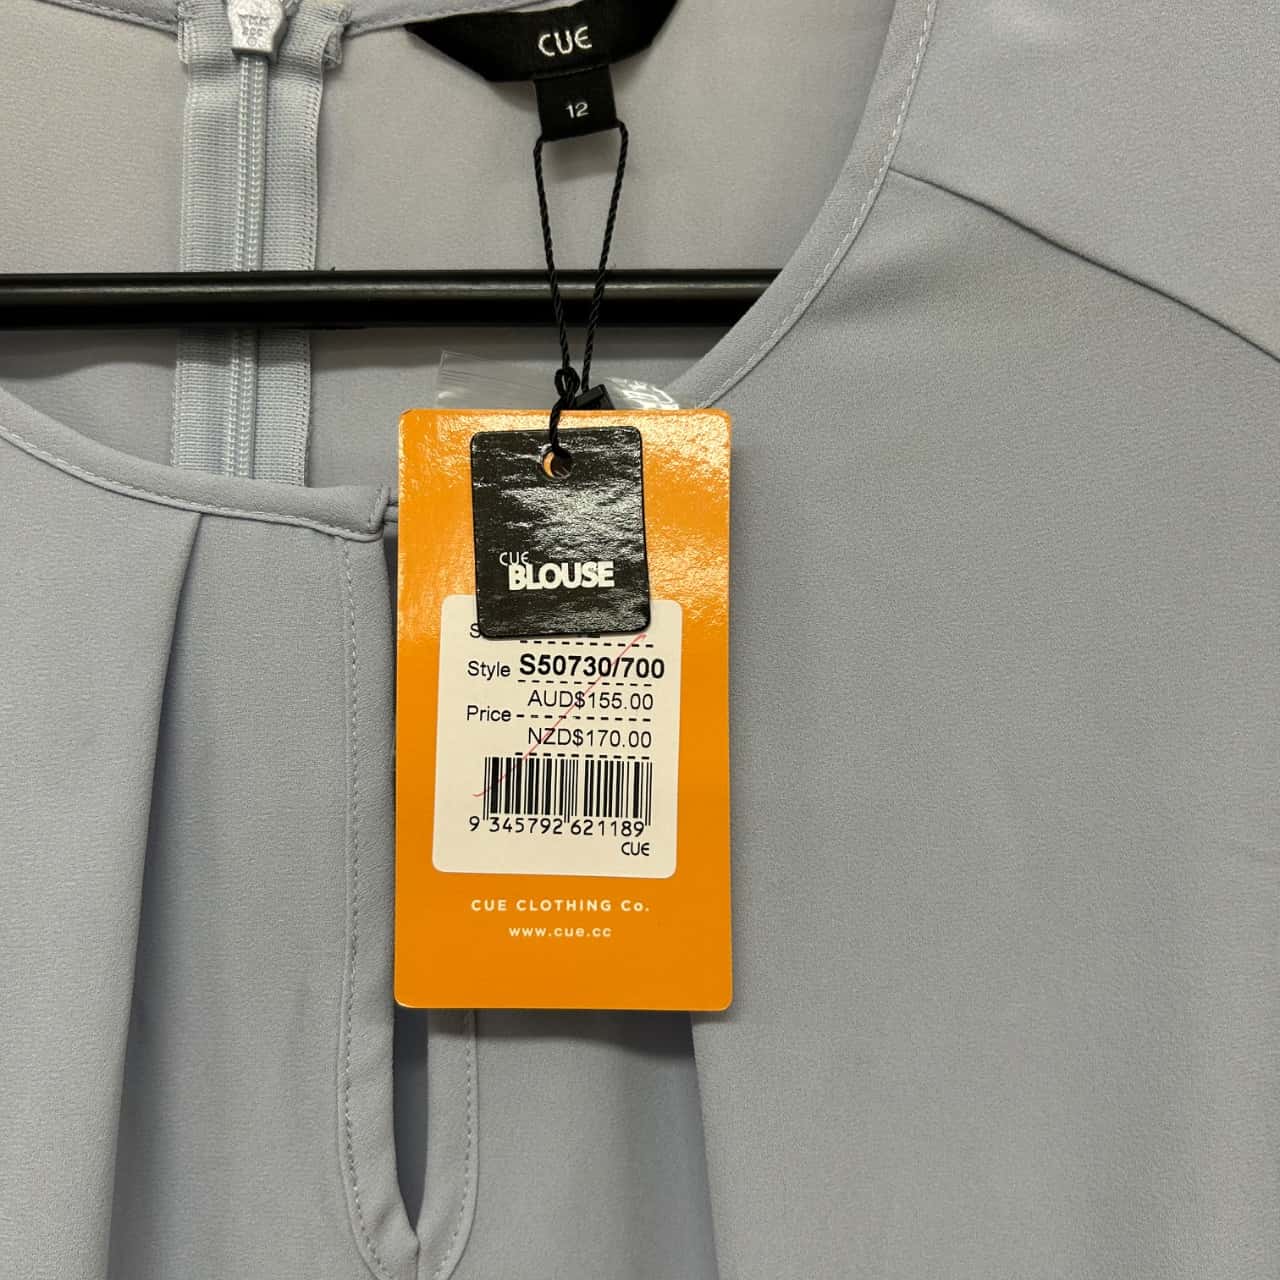 CUE
12
CUE
BLOUSE
Style S50730/700
AUD$155.00
Price
NZD$170.00
9 345792 621189
CUE
CUE CLOTHING Co.
www.cue.cc